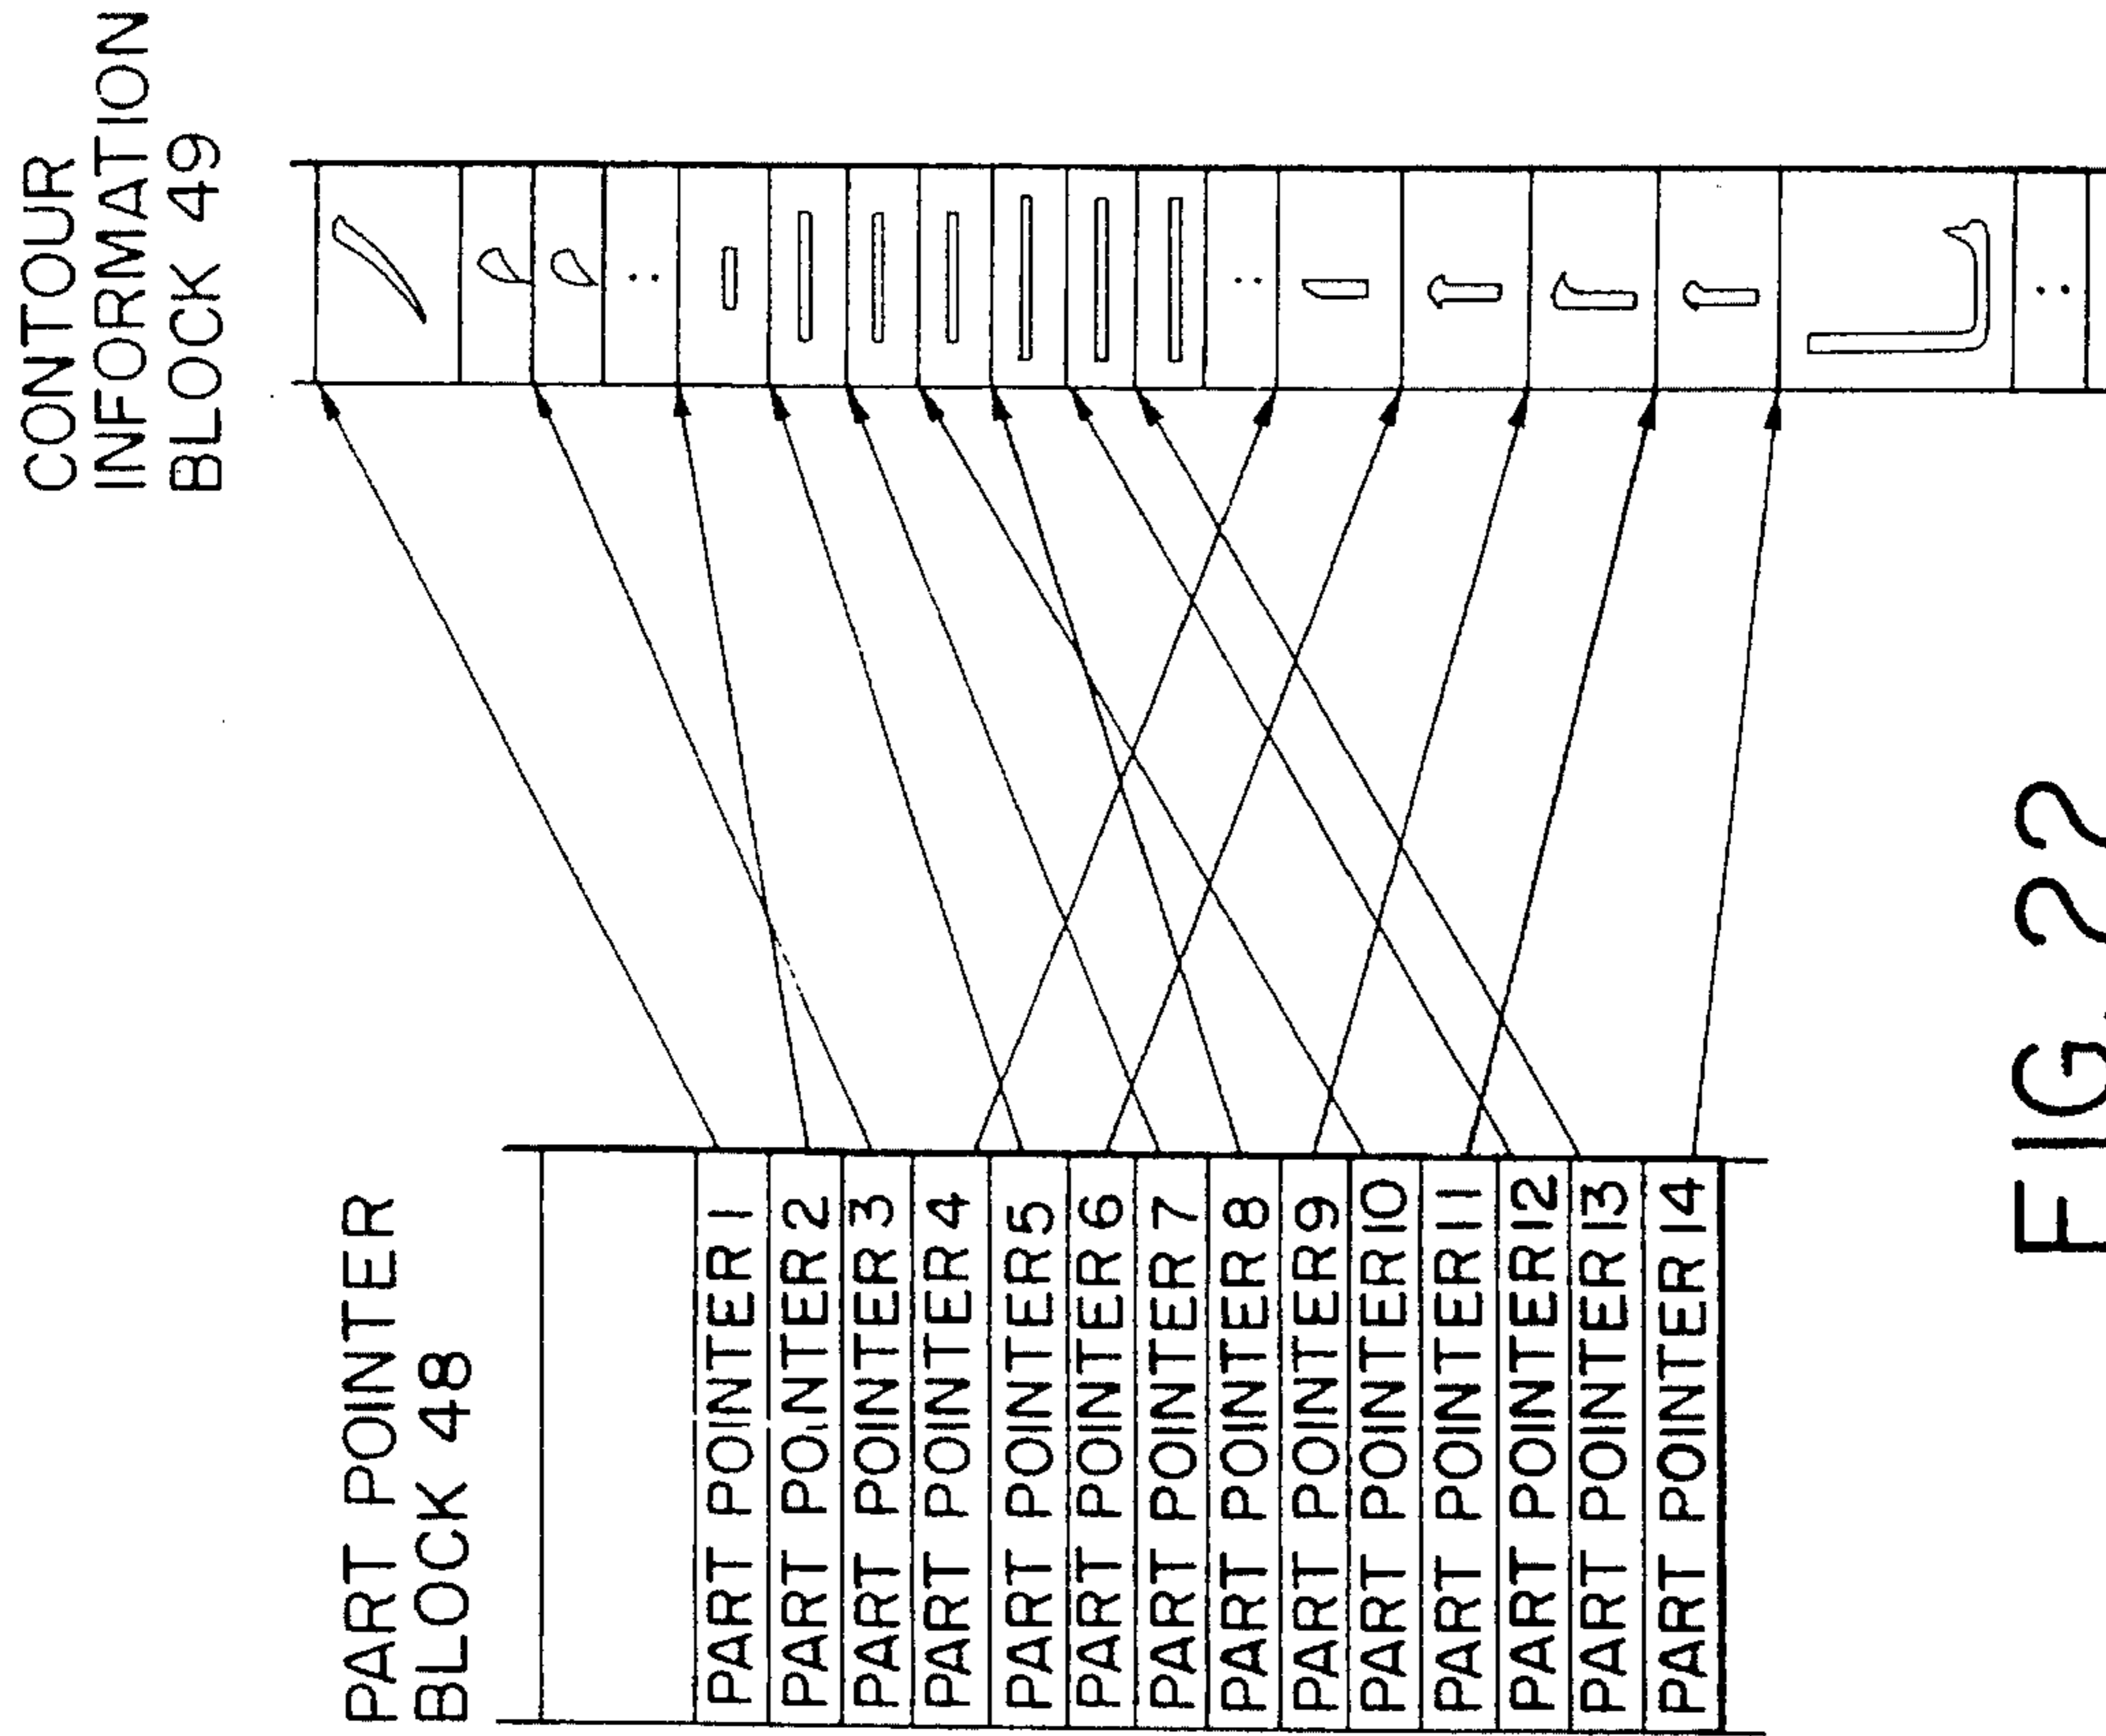 CONTOUR
INFORMATION
BLOCK 49
PART POINTER
BLOCK 48
PART POINTER 1
PART POINTER 2
PART POINTER 3
PART POINTER 4
PART POINTER 5
PART POINTER 6
PART POINTER 7
PART POINTER 8
PART POINTER 9
PART POINTER 10
PART POINTER 11
PART POINTER 12
PART POINTER 13
PART POINTER 14
FIG. 22